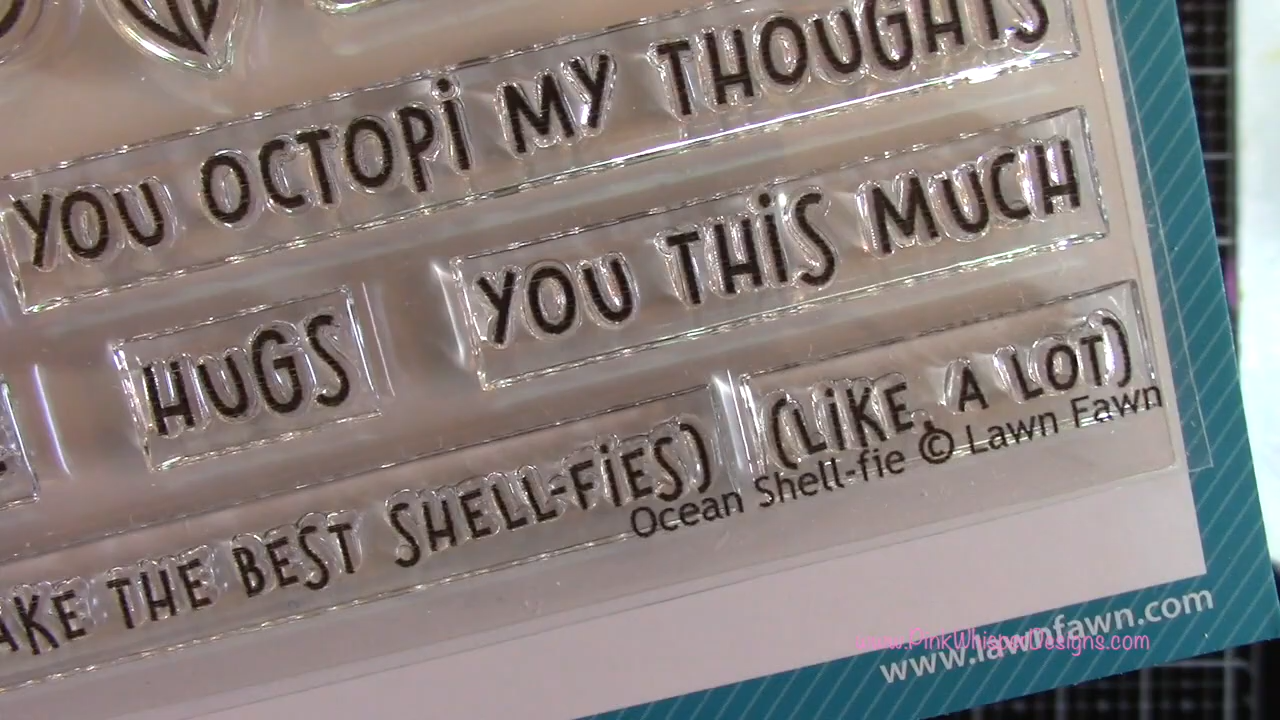 YOU OCTOPi MY THOUGHTS
YOU THiS MUCH
HUGS
(LiKE, A LOT)
THE BEST SHELL-FiES)
Ocean Shell-fie © Lawn Fawn
www.lawnfawn.com
www.PinkWhisperDesigns.com